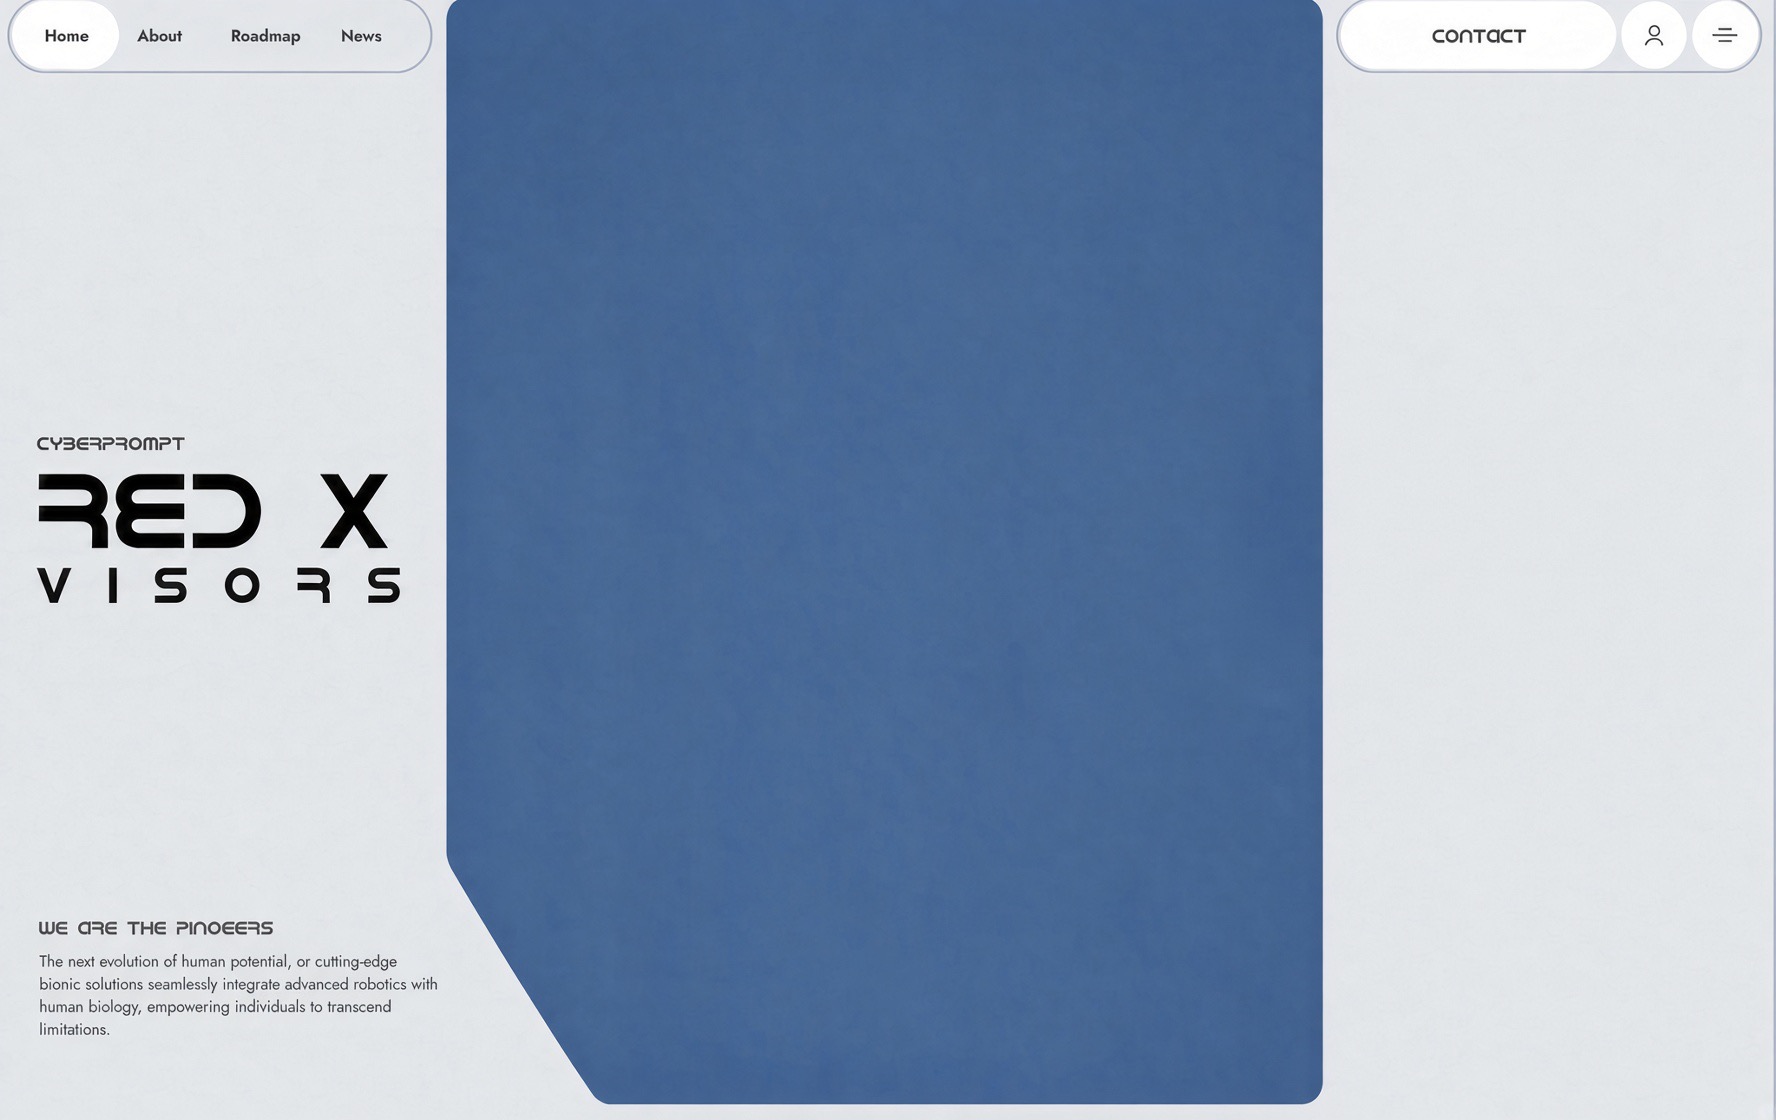 Home About Roadmap News
CONTACT
CYBERPROMPT
RED X
VISORS
WE ARE THE PINOEERS
The next evolution of human potential, or cutting-edge
bionic solutions seamlessly integrate advanced robotics with
human biology, empowering individuals to transcend
limitations.